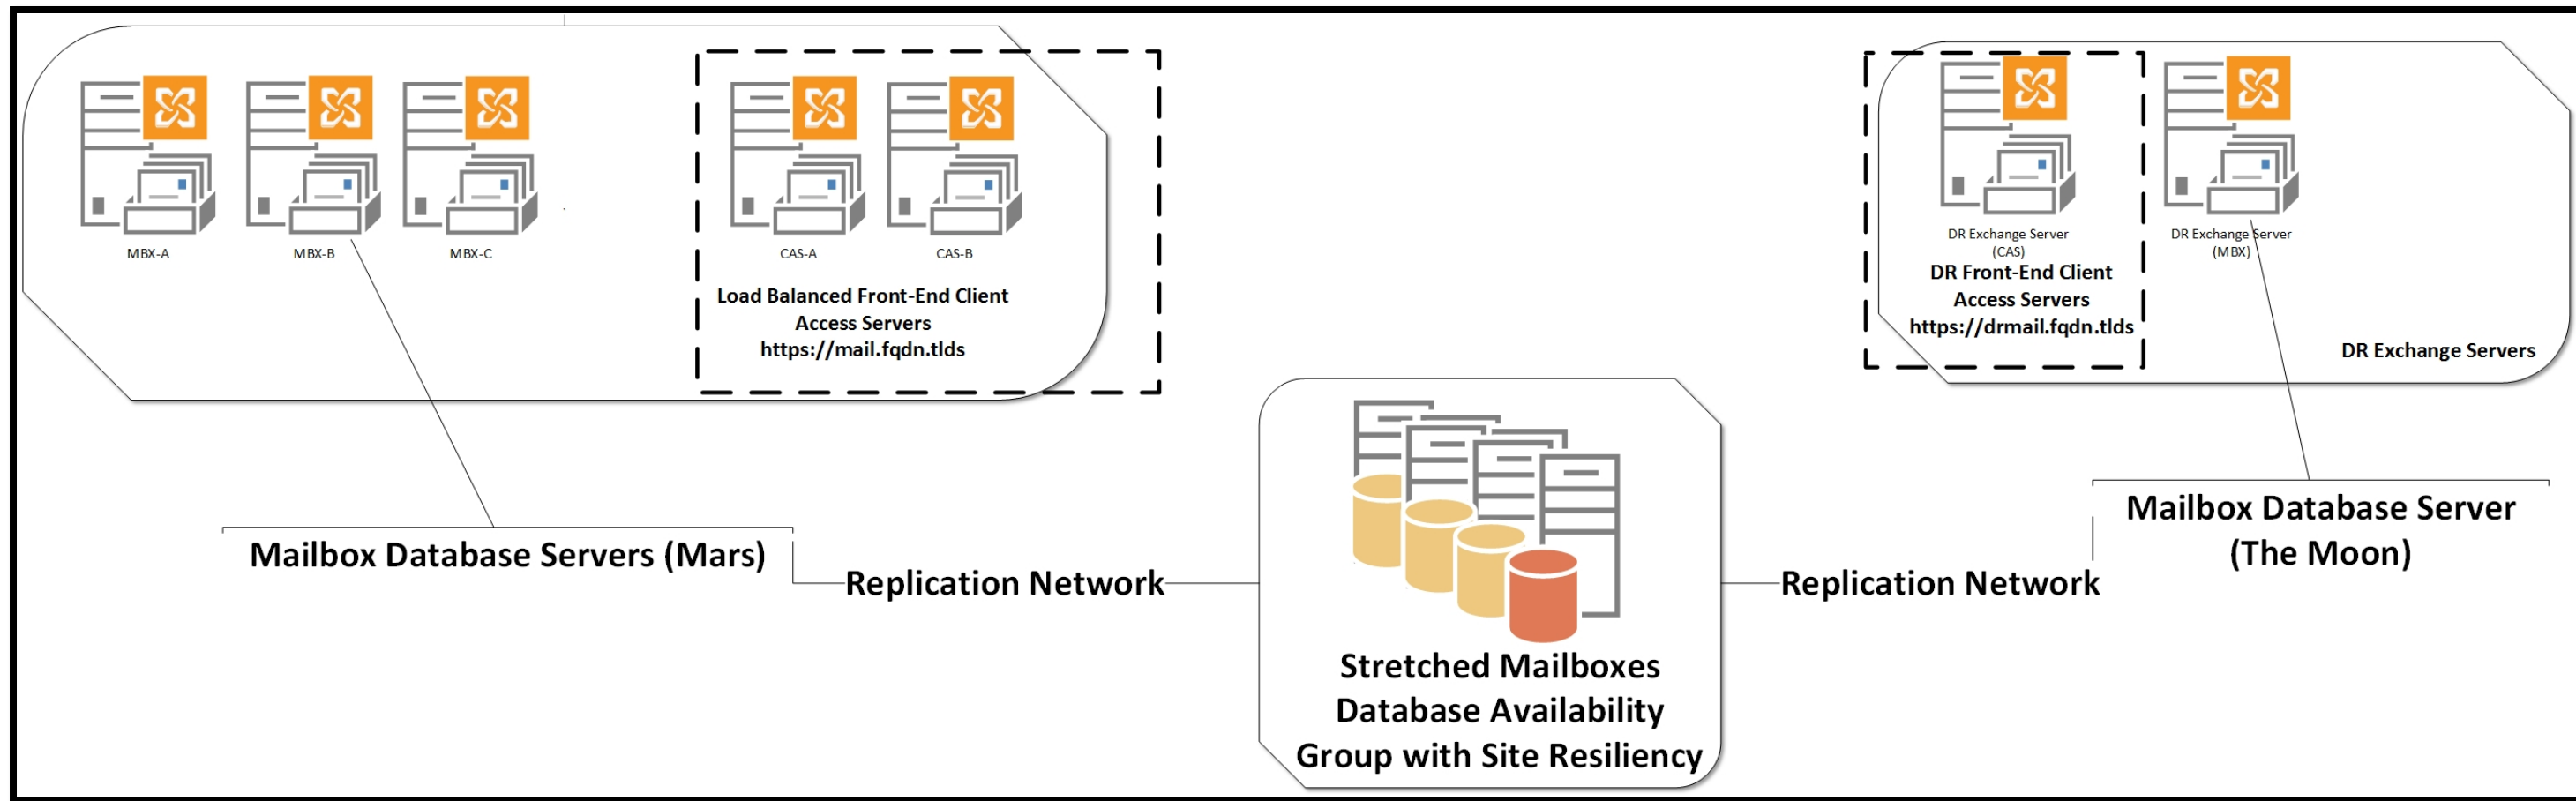 MBX-A
MBX-B
MBX-C
CAS-A
CAS-B
Load Balanced Front-End Client
Access Servers
https://mail.fqdn.tlds
DR Exchange Server
(CAS)
DR Front-End Client
Access Servers
https://drmail.fqdn.tlds
DR Exchange Server
(MBX)
DR Exchange Servers
Mailbox Database Servers (Mars)
Replication Network
Stretched Mailboxes
Database Availability
Group with Site Resiliency
Replication Network
Mailbox Database Server
(The Moon)